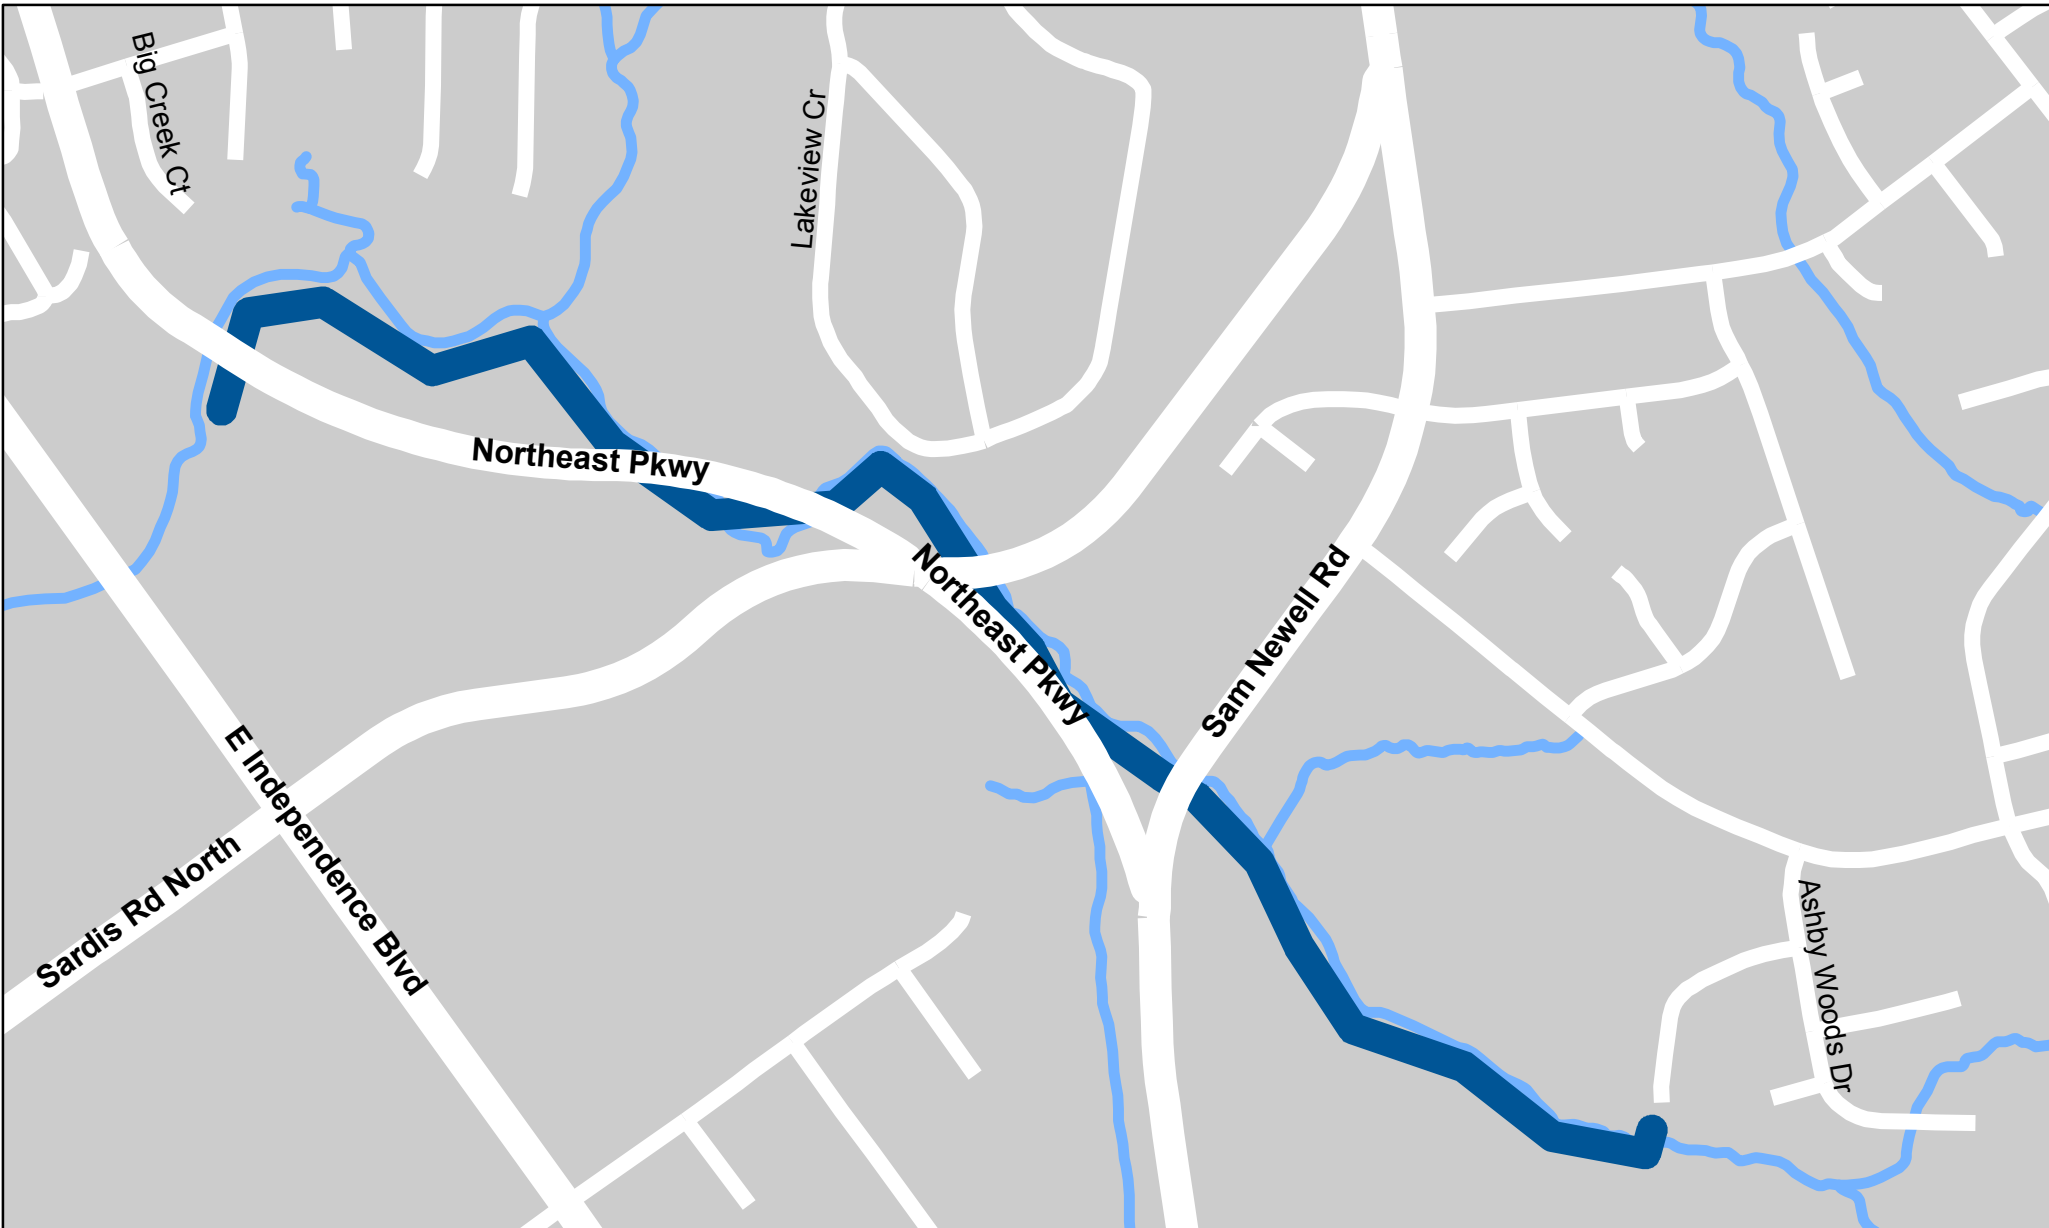 Big Creek Ct
Lakeview Cr
Northeast Pkwy
Northeast Pkwy
Sam Newell Rd
E Independence Blvd
Sardis Rd North
Ashby Woods Dr